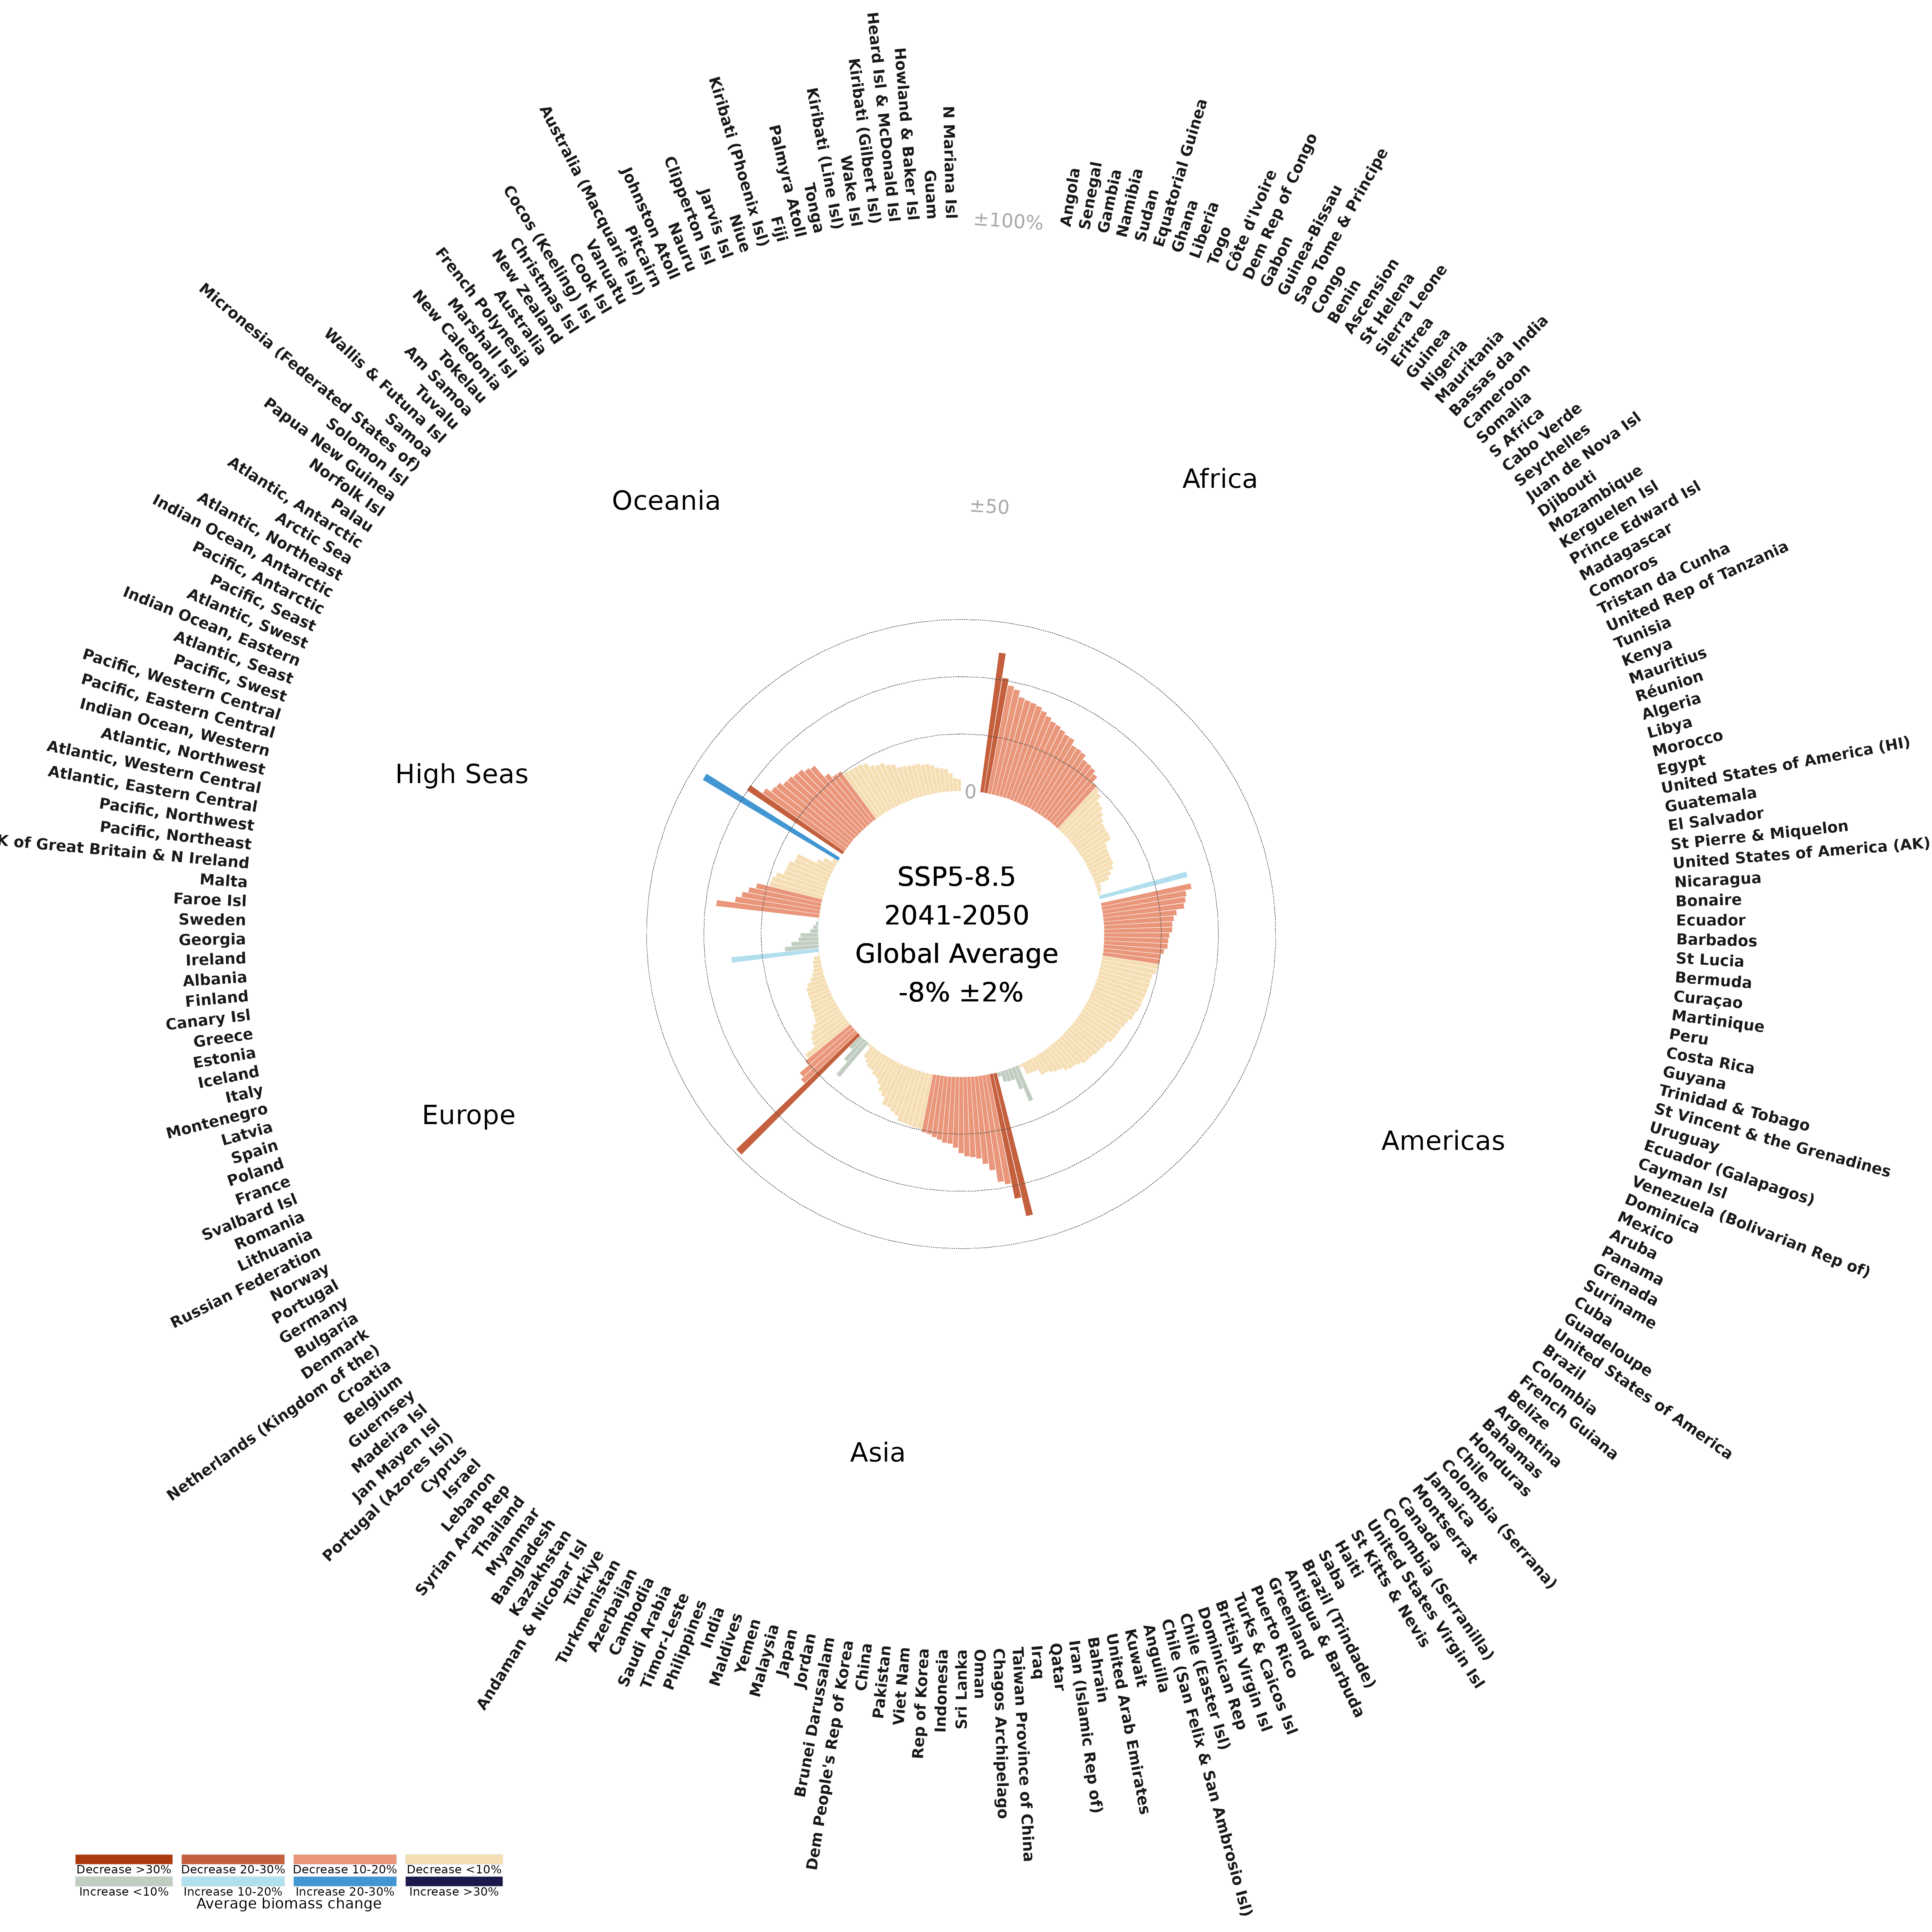 ±100%
±50
0
SSP5-8.5
2041-2050
Global Average
-8% ±2%
Africa
Angola
Senegal
Gambia
Namibia
Sudan
Equatorial Guinea
Ghana
Liberia
Togo
Côte d'Ivoire
Dem Rep of Congo
Gabon
Guinea-Bissau
Sao Tome & Principe
Congo
Benin
Ascension
St Helena
Sierra Leone
Eritrea
Guinea
Nigeria
Mauritania
Bassas da India
Cameroon
Somalia
S Africa
Cabo Verde
Seychelles
Juan de Nova Isl
Djibouti
Mozambique
Kerguelen Isl
Prince Edward Isl
Madagascar
Comoros
Tristan da Cunha
United Rep of Tanzania
Tunisia
Kenya
Mauritius
Réunion
Algeria
Libya
Morocco
Egypt
Americas
United States of America (HI)
Guatemala
El Salvador
St Pierre & Miquelon
United States of America (AK)
Nicaragua
Bonaire
Ecuador
Barbados
St Lucia
Bermuda
Curaçao
Martinique
Peru
Costa Rica
Guyana
Trinidad & Tobago
St Vincent & the Grenadines
Uruguay
Ecuador (Galapagos)
Cayman Isl
Venezuela (Bolivarian Rep of)
Dominica
Mexico
Aruba
Panama
Grenada
Suriname
Cuba
Guadeloupe
United States of America
Brazil
Colombia
French Guiana
Belize
Argentina
Bahamas
Honduras
Chile
Colombia (Serrana)
Jamaica
Montserrat
Canada
Colombia (Serranilla)
United States Virgin Isl
St Kitts & Nevis
Haiti
Saba
Brazil (Trindade)
Antigua & Barbuda
Greenland
Puerto Rico
Turks & Caicos Isl
British Virgin Isl
Dominican Rep
Chile (Easter Isl)
Chile (San Felix & San Ambrosio Isl)
Anguilla
Asia
Kuwait
United Arab Emirates
Bahrain
Iran (Islamic Rep of)
Qatar
Iraq
Taiwan Province of China
Chagos Archipelago
Oman
Sri Lanka
Indonesia
Rep of Korea
Viet Nam
Pakistan
China
Dem People's Rep of Korea
Brunei Darussalam
Jordan
Japan
Malaysia
Yemen
Maldives
India
Philippines
Timor-Leste
Saudi Arabia
Cambodia
Azerbaijan
Turkmenistan
Türkiye
Andaman & Nicobar Isl
Kazakhstan
Bangladesh
Myanmar
Thailand
Syrian Arab Rep
Lebanon
Israel
Cyprus
Europe
Portugal (Azores Isl)
Jan Mayen Isl
Madeira Isl
Guernsey
Belgium
Croatia
Netherlands (Kingdom of the)
Denmark
Bulgaria
Germany
Portugal
Norway
Russian Federation
Lithuania
Romania
Svalbard Isl
France
Poland
Spain
Latvia
Montenegro
Italy
Iceland
Estonia
Greece
Canary Isl
Finland
Albania
Ireland
Georgia
Sweden
Faroe Isl
Malta
K of Great Britain & N Ireland
High Seas
Pacific, Northeast
Pacific, Northwest
Atlantic, Eastern Central
Atlantic, Western Central
Atlantic, Northwest
Indian Ocean, Western
Pacific, Eastern Central
Pacific, Western Central
Pacific, Swest
Atlantic, Seast
Indian Ocean, Eastern
Atlantic, Swest
Pacific, Seast
Pacific, Antarctic
Indian Ocean, Antarctic
Atlantic, Northeast
Arctic Sea
Atlantic, Antarctic
Oceania
Palau
Norfolk Isl
Papua New Guinea
Solomon Isl
Micronesia (Federated States of)
Samoa
Wallis & Futuna Isl
Tuvalu
Am Samoa
Tokelau
New Caledonia
Marshall Isl
French Polynesia
Australia
New Zealand
Christmas Isl
Cocos (Keeling) Isl
Cook Isl
Vanuatu
Australia (Macquarie Isl)
Pitcairn
Johnston Atoll
Nauru
Clipperton Isl
Jarvis Isl
Niue
Kiribati (Phoenix Isl)
Fiji
Palmyra Atoll
Tonga
Kiribati (Line Isl)
Wake Isl
Kiribati (Gilbert Isl)
Heard Isl & McDonald Isl
Howland & Baker Isl
Guam
N Mariana Isl
Decrease >30%
Decrease 20-30%
Decrease 10-20%
Decrease <10%
Increase <10%
Increase 10-20%
Increase 20-30%
Increase >30%
Average biomass change